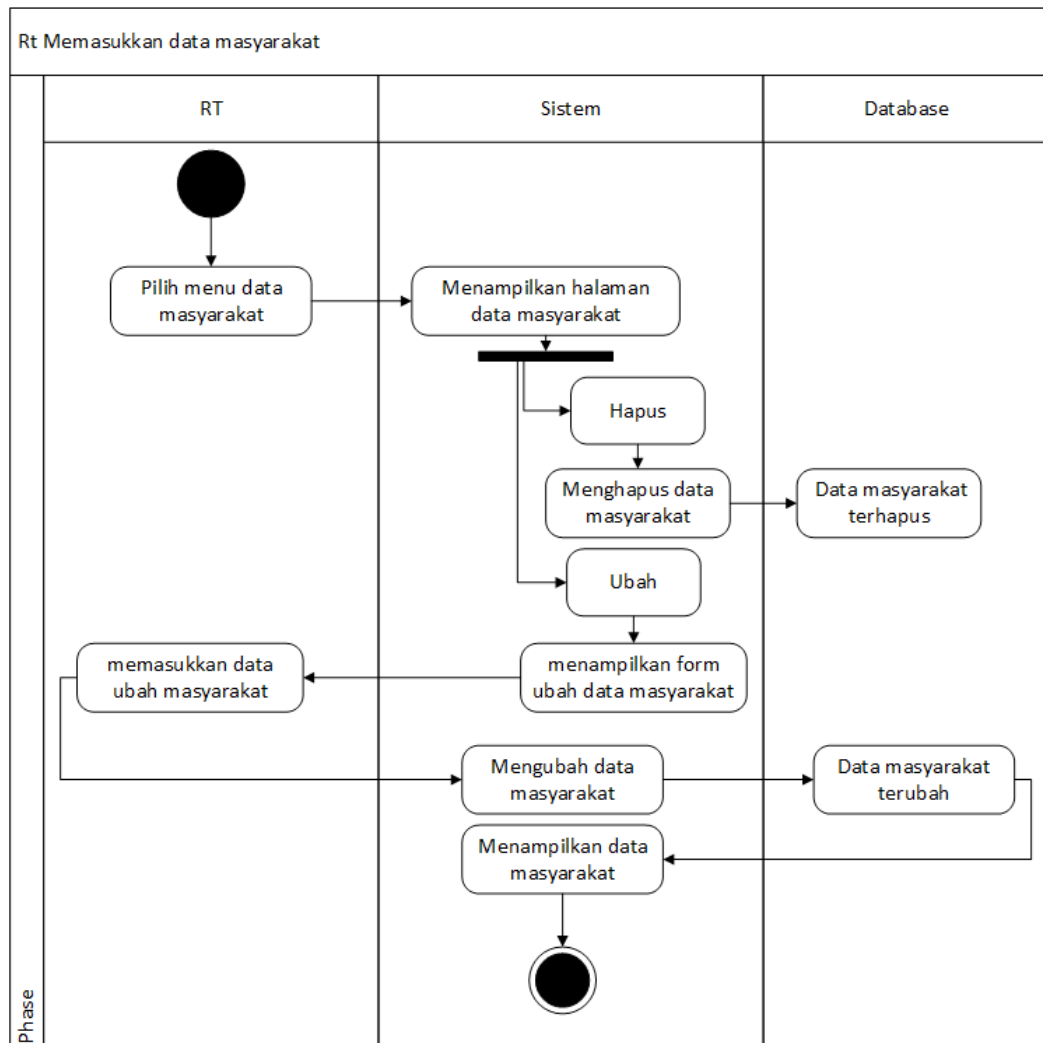 Rt Memasukkan data masyarakat
RT
Sistem
Database
Pilih menu data
masyarakat
Menampilkan halaman
data masyarakat
Hapus
Menghapus data
masyarakat
Data masyarakat
terhapus
Ubah
menampilkan form
ubah data masyarakat
memasukkan data
ubah masyarakat
Mengubah data
masyarakat
Data masyarakat
terubah
Menampilkan data
masyarakat
Phase